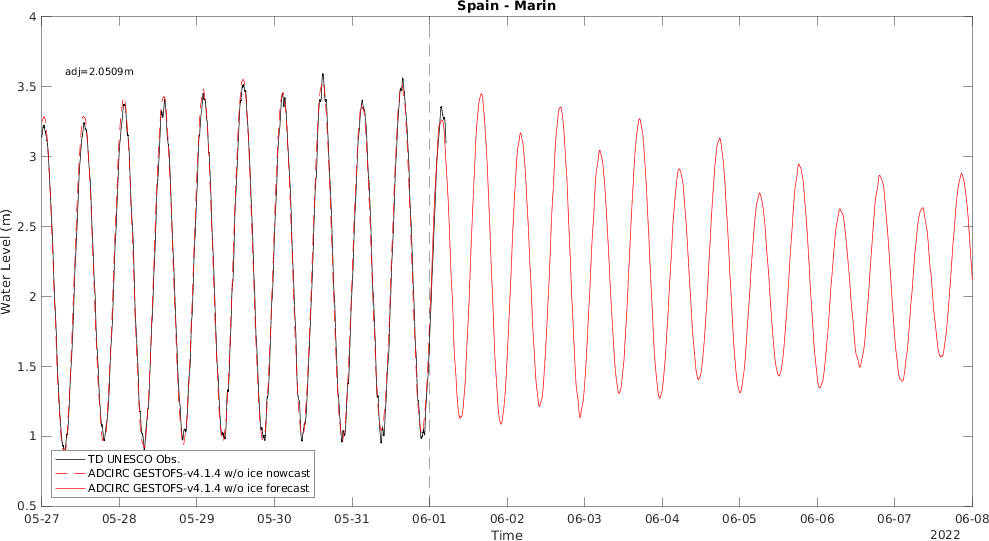 Spain - Marin
4
adj=2.0509m
3.5
3
2.5
2
1.5
1
0.5
Water Level (m)
TD UNESCO Obs.
ADCIRC GESTOFS-v4.1.4 w/o ice nowcast
ADCIRC GESTOFS-v4.1.4 w/o ice forecast
05-27 05-28 05-29 05-30 05-31 06-01 06-02 06-03 06-04 06-05 06-06 06-07 06-08
Time
2022